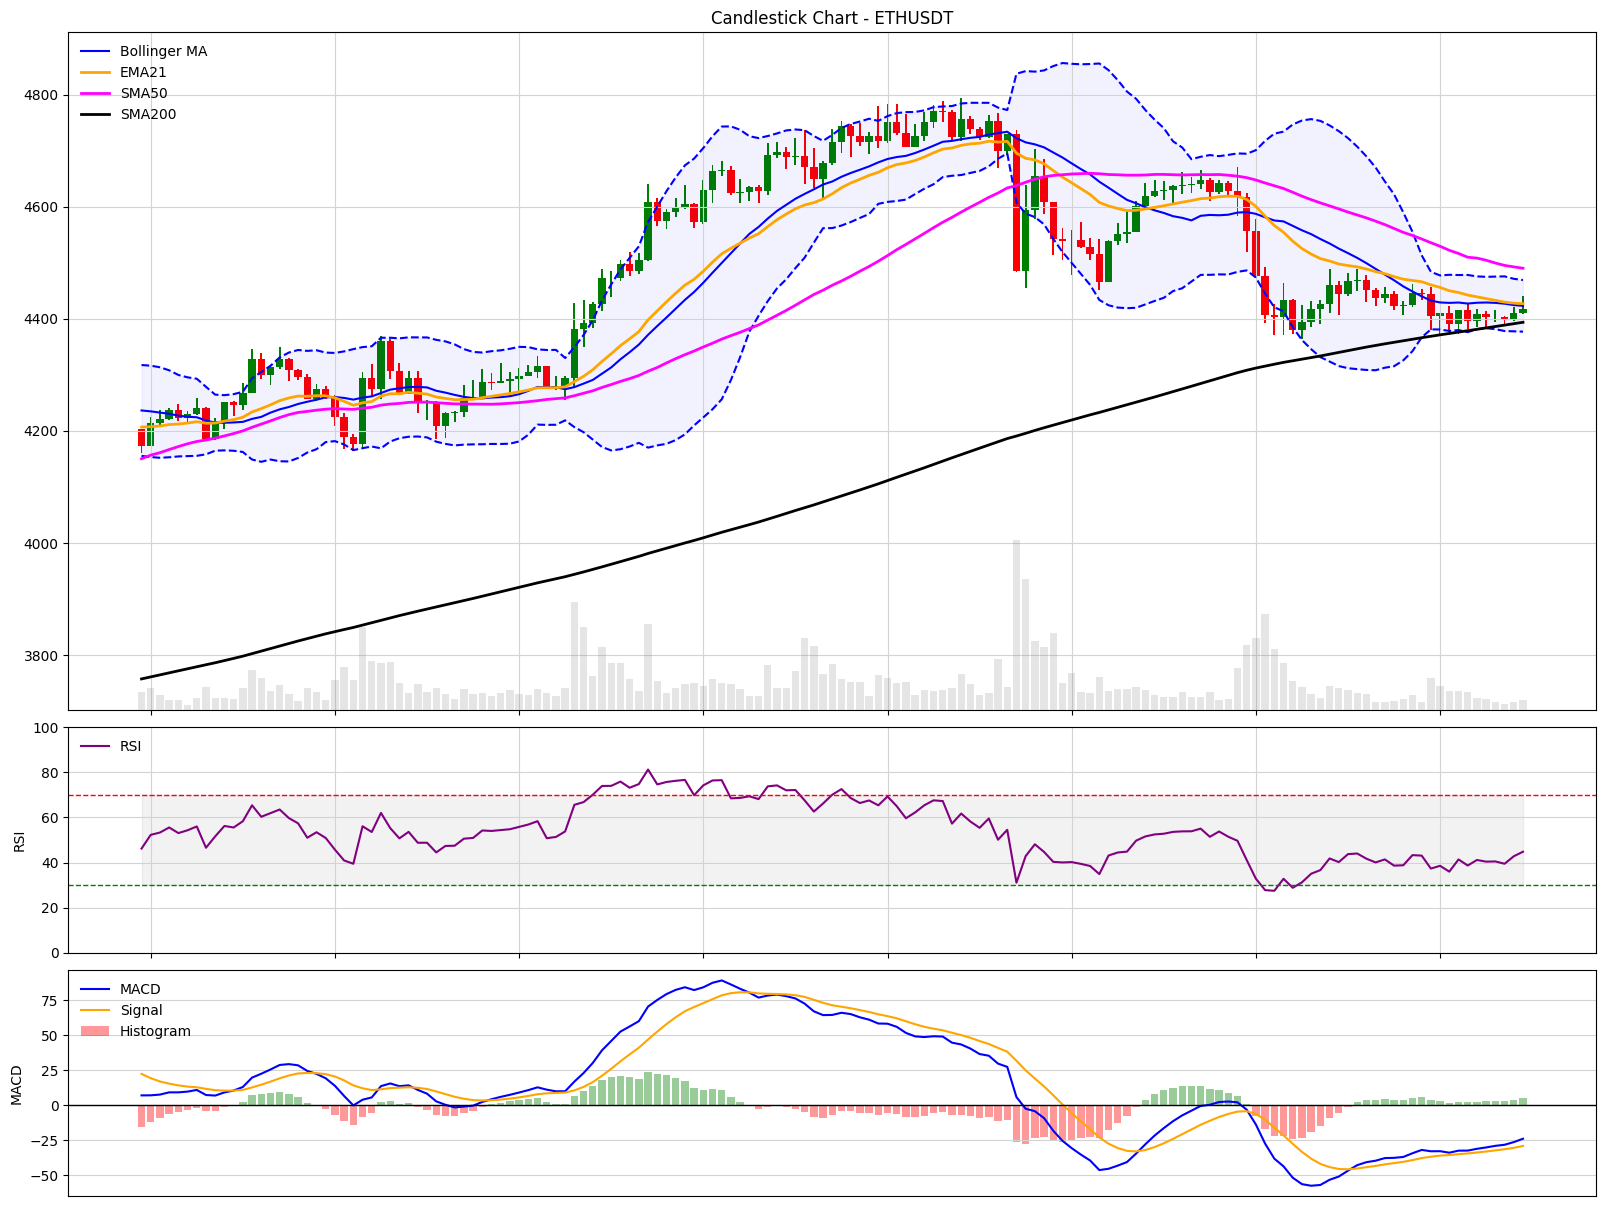 Candlestick Chart - ETHUSDT
Bollinger MA
EMA21
SMA50
SMA200
4800
4600
4400
4200
4000
3800
RSI
100
80
60
40
20
0
RSI
MACD
Signal
Histogram
75
50
25
0
−25
−50
MACD